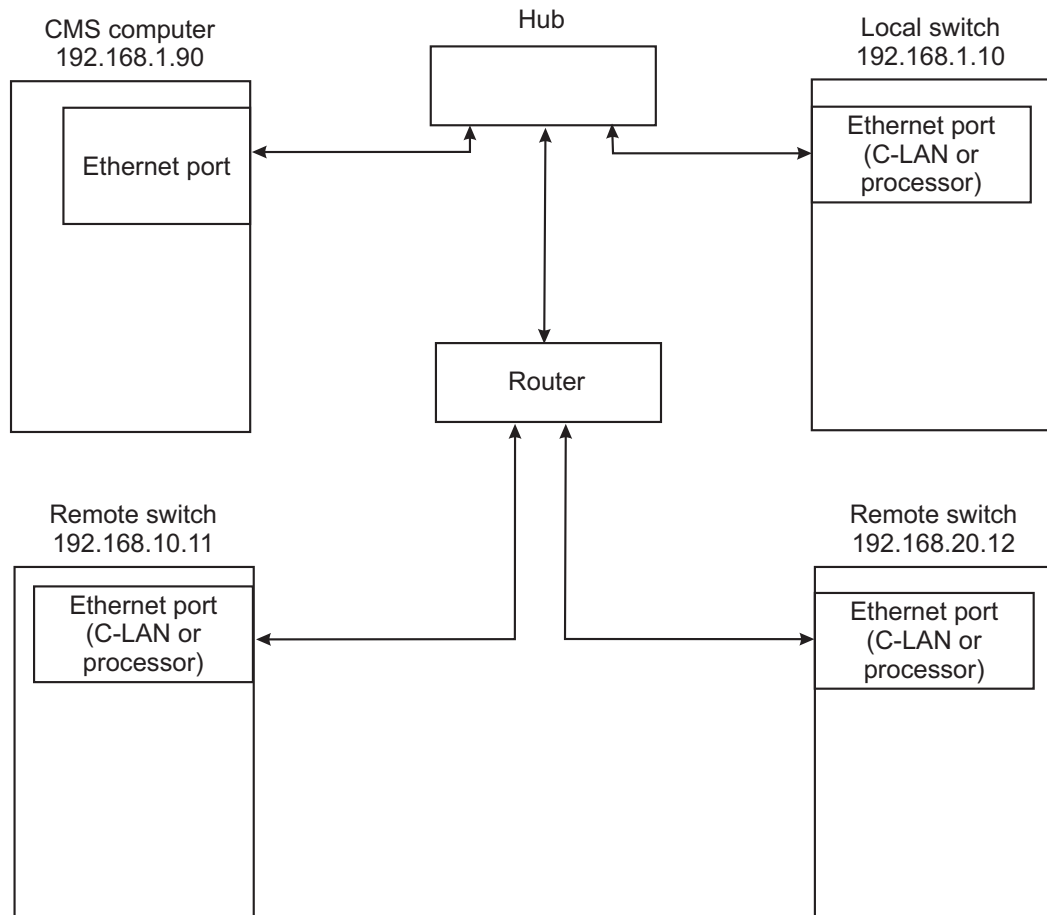 CMS computer
192.168.1.90
Hub
Local switch
192.168.1.10
Ethernet port
Ethernet port
(C-LAN or
processor)
Router
Remote switch
192.168.10.11
Remote switch
192.168.20.12
Ethernet port
(C-LAN or
processor)
Ethernet port
(C-LAN or
processor)